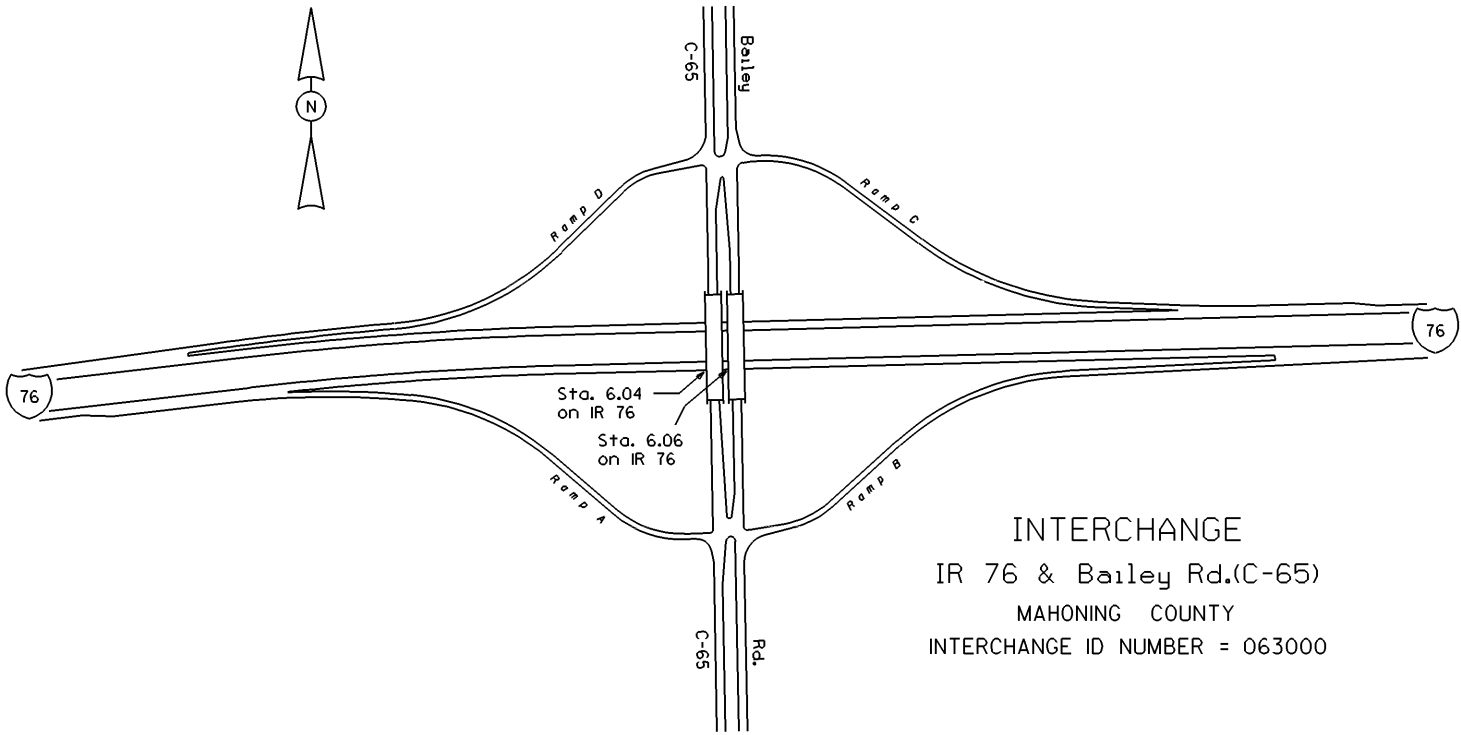 N
C-65
Bailey
Ramp D
Ramp C
76
76
Sta. 6.04
on IR 76
Sta. 6.06
on IR 76
Ramp A
Ramp B
C-65
Rd.
INTERCHANGE
IR 76 & Bailey Rd.(C-65)
MAHONING COUNTY
INTERCHANGE ID NUMBER = 063000